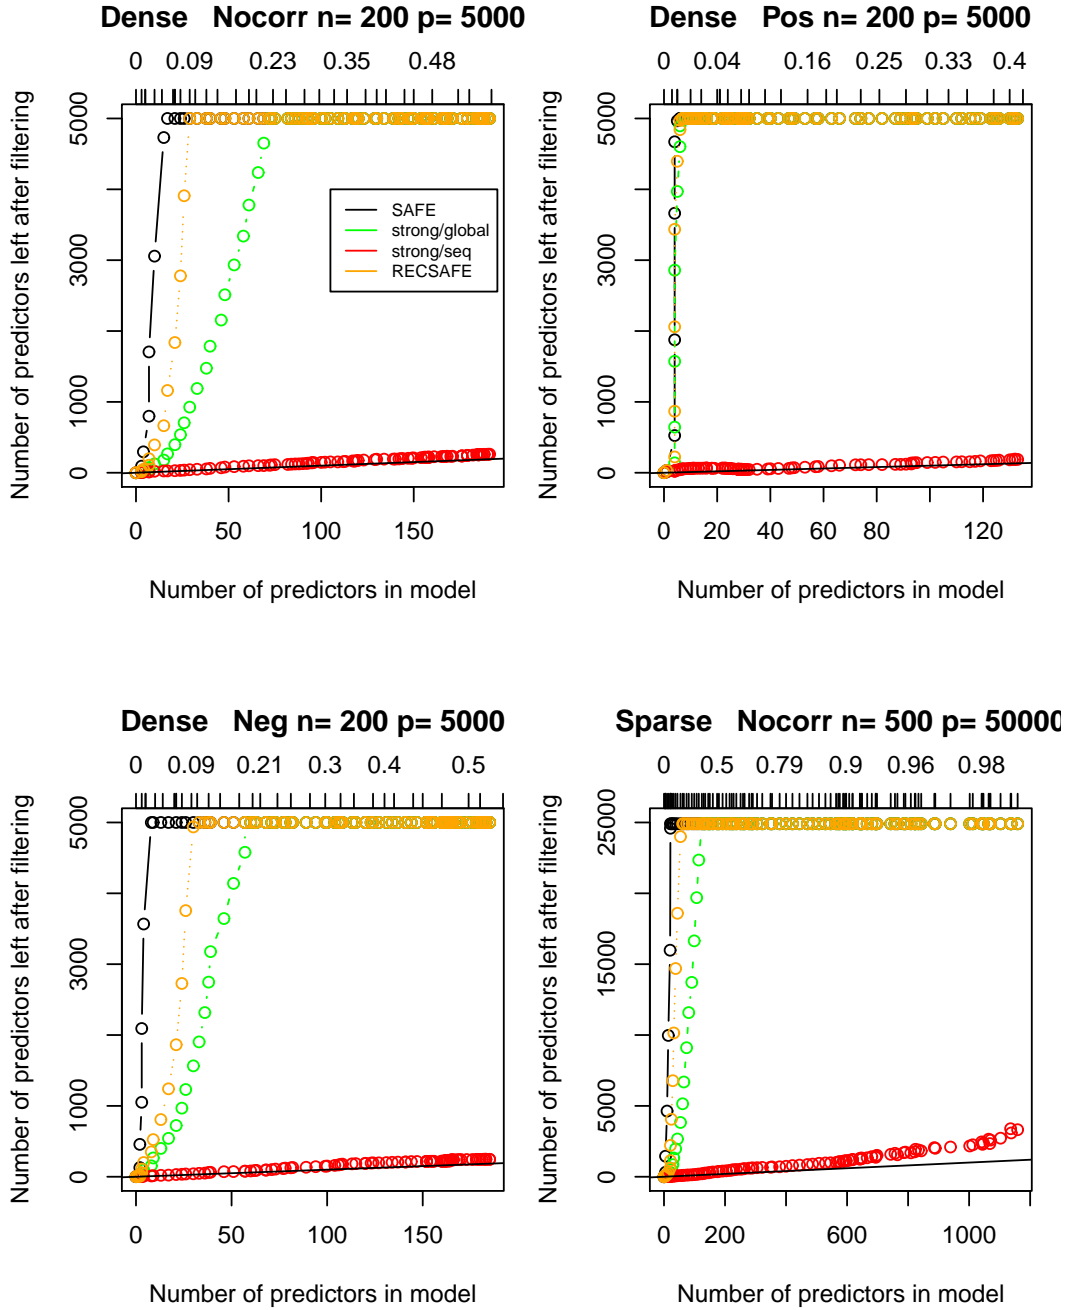 Dense Nocorr n= 200 p= 5000
0 0.09 0.23 0.35 0.48
Number of predictors left after filtering
0 1000 3000 5000
SAFE
strong/global
strong/seq
RECSAFE
0 50 100 150
Number of predictors in model
Dense Pos n= 200 p= 5000
0 0.04 0.16 0.25 0.33 0.4
Number of predictors left after filtering
0 1000 3000 5000
0 20 40 60 80 120
Number of predictors in model
Dense Neg n= 200 p= 5000
0 0.09 0.21 0.3 0.4 0.5
Number of predictors left after filtering
0 1000 3000 5000
0 50 100 150
Number of predictors in model
Sparse Nocorr n= 500 p= 50000
0 0.5 0.79 0.9 0.96 0.98
Number of predictors left after filtering
0 5000 15000 25000
0 200 600 1000
Number of predictors in model